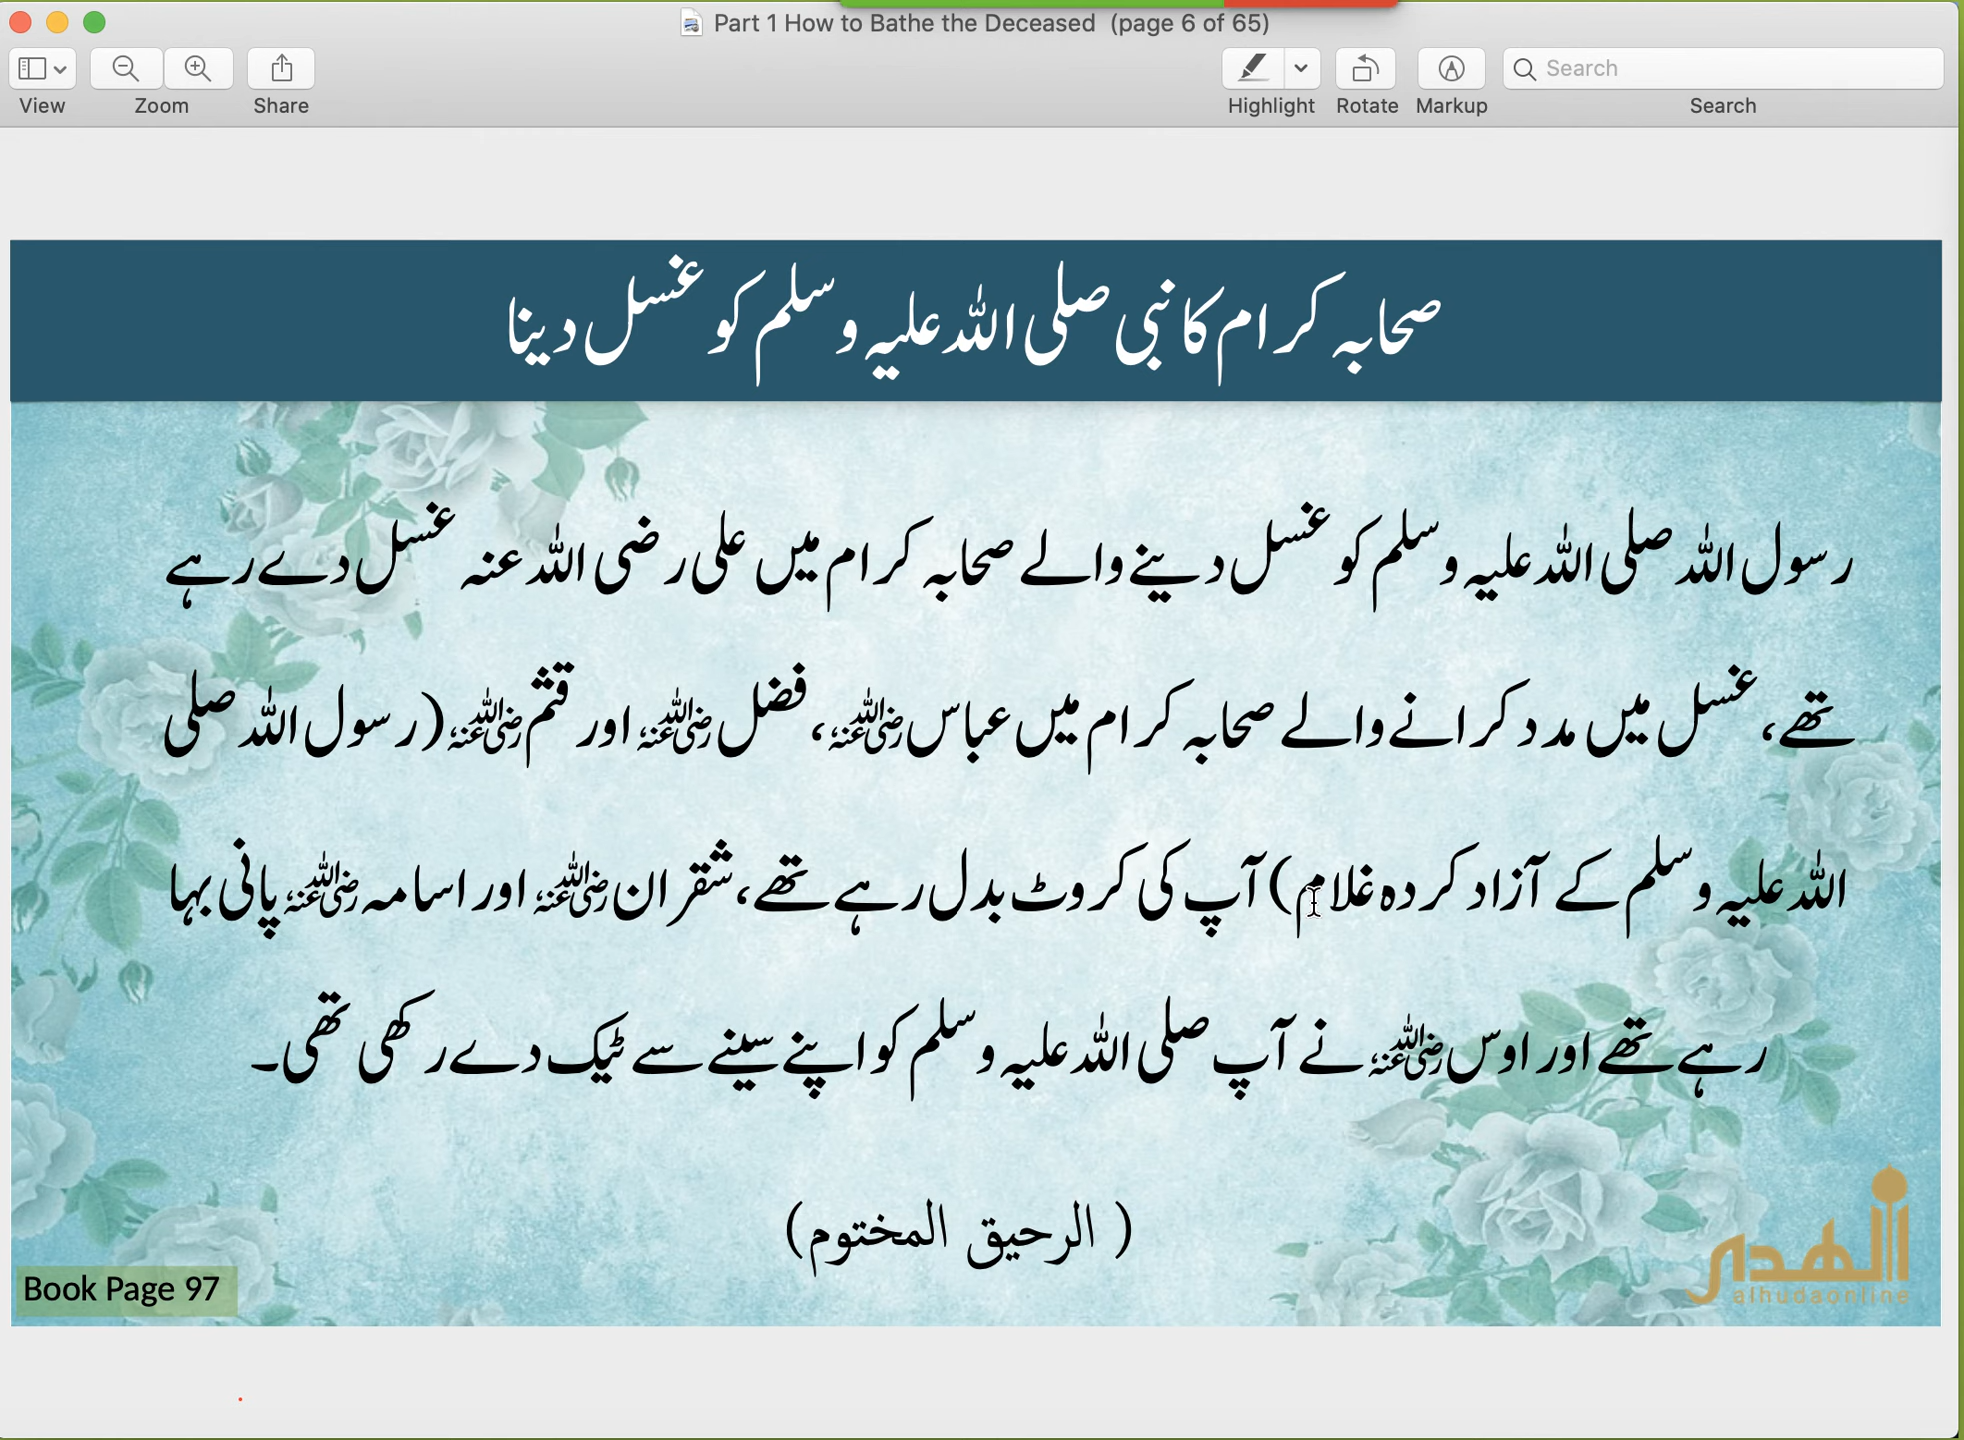 Part 1 How to Bathe the Deceased (page 6 of 65)
Search
View
Zoom
Share
Highlight
Rotate
Markup
Search
صحابہ کرام کا نبی صلی اللہ علیہ وسلم کو غسل دینا
رسول اللہ صلی اللہ علیہ وسلم کو غسل دینے والے صحابہ کرام میں علی رضی اللہ عنہ غسل دے رہے
تھے، غسل میں مدد کرانے والے صحابہ کرام میں عباس رضی اللہ عنہ، فضل رضی اللہ عنہ اور قثم رضی اللہ عنہ (رسول اللہ صلی
اللہ علیہ وسلم کے آزاد کردہ غلام) آپ کی کروٹ بدل رہے تھے، شقران رضی اللہ عنہ اور اسامہ رضی اللہ عنہ پانی بہا
رہے تھے اور اوس رضی اللہ عنہ نے آپ صلی اللہ علیہ وسلم کو اپنے سینے سے ٹیک دے رکھی تھی۔
( الرحیق المختوم)
Book Page 97
الهدى
alhudaonline